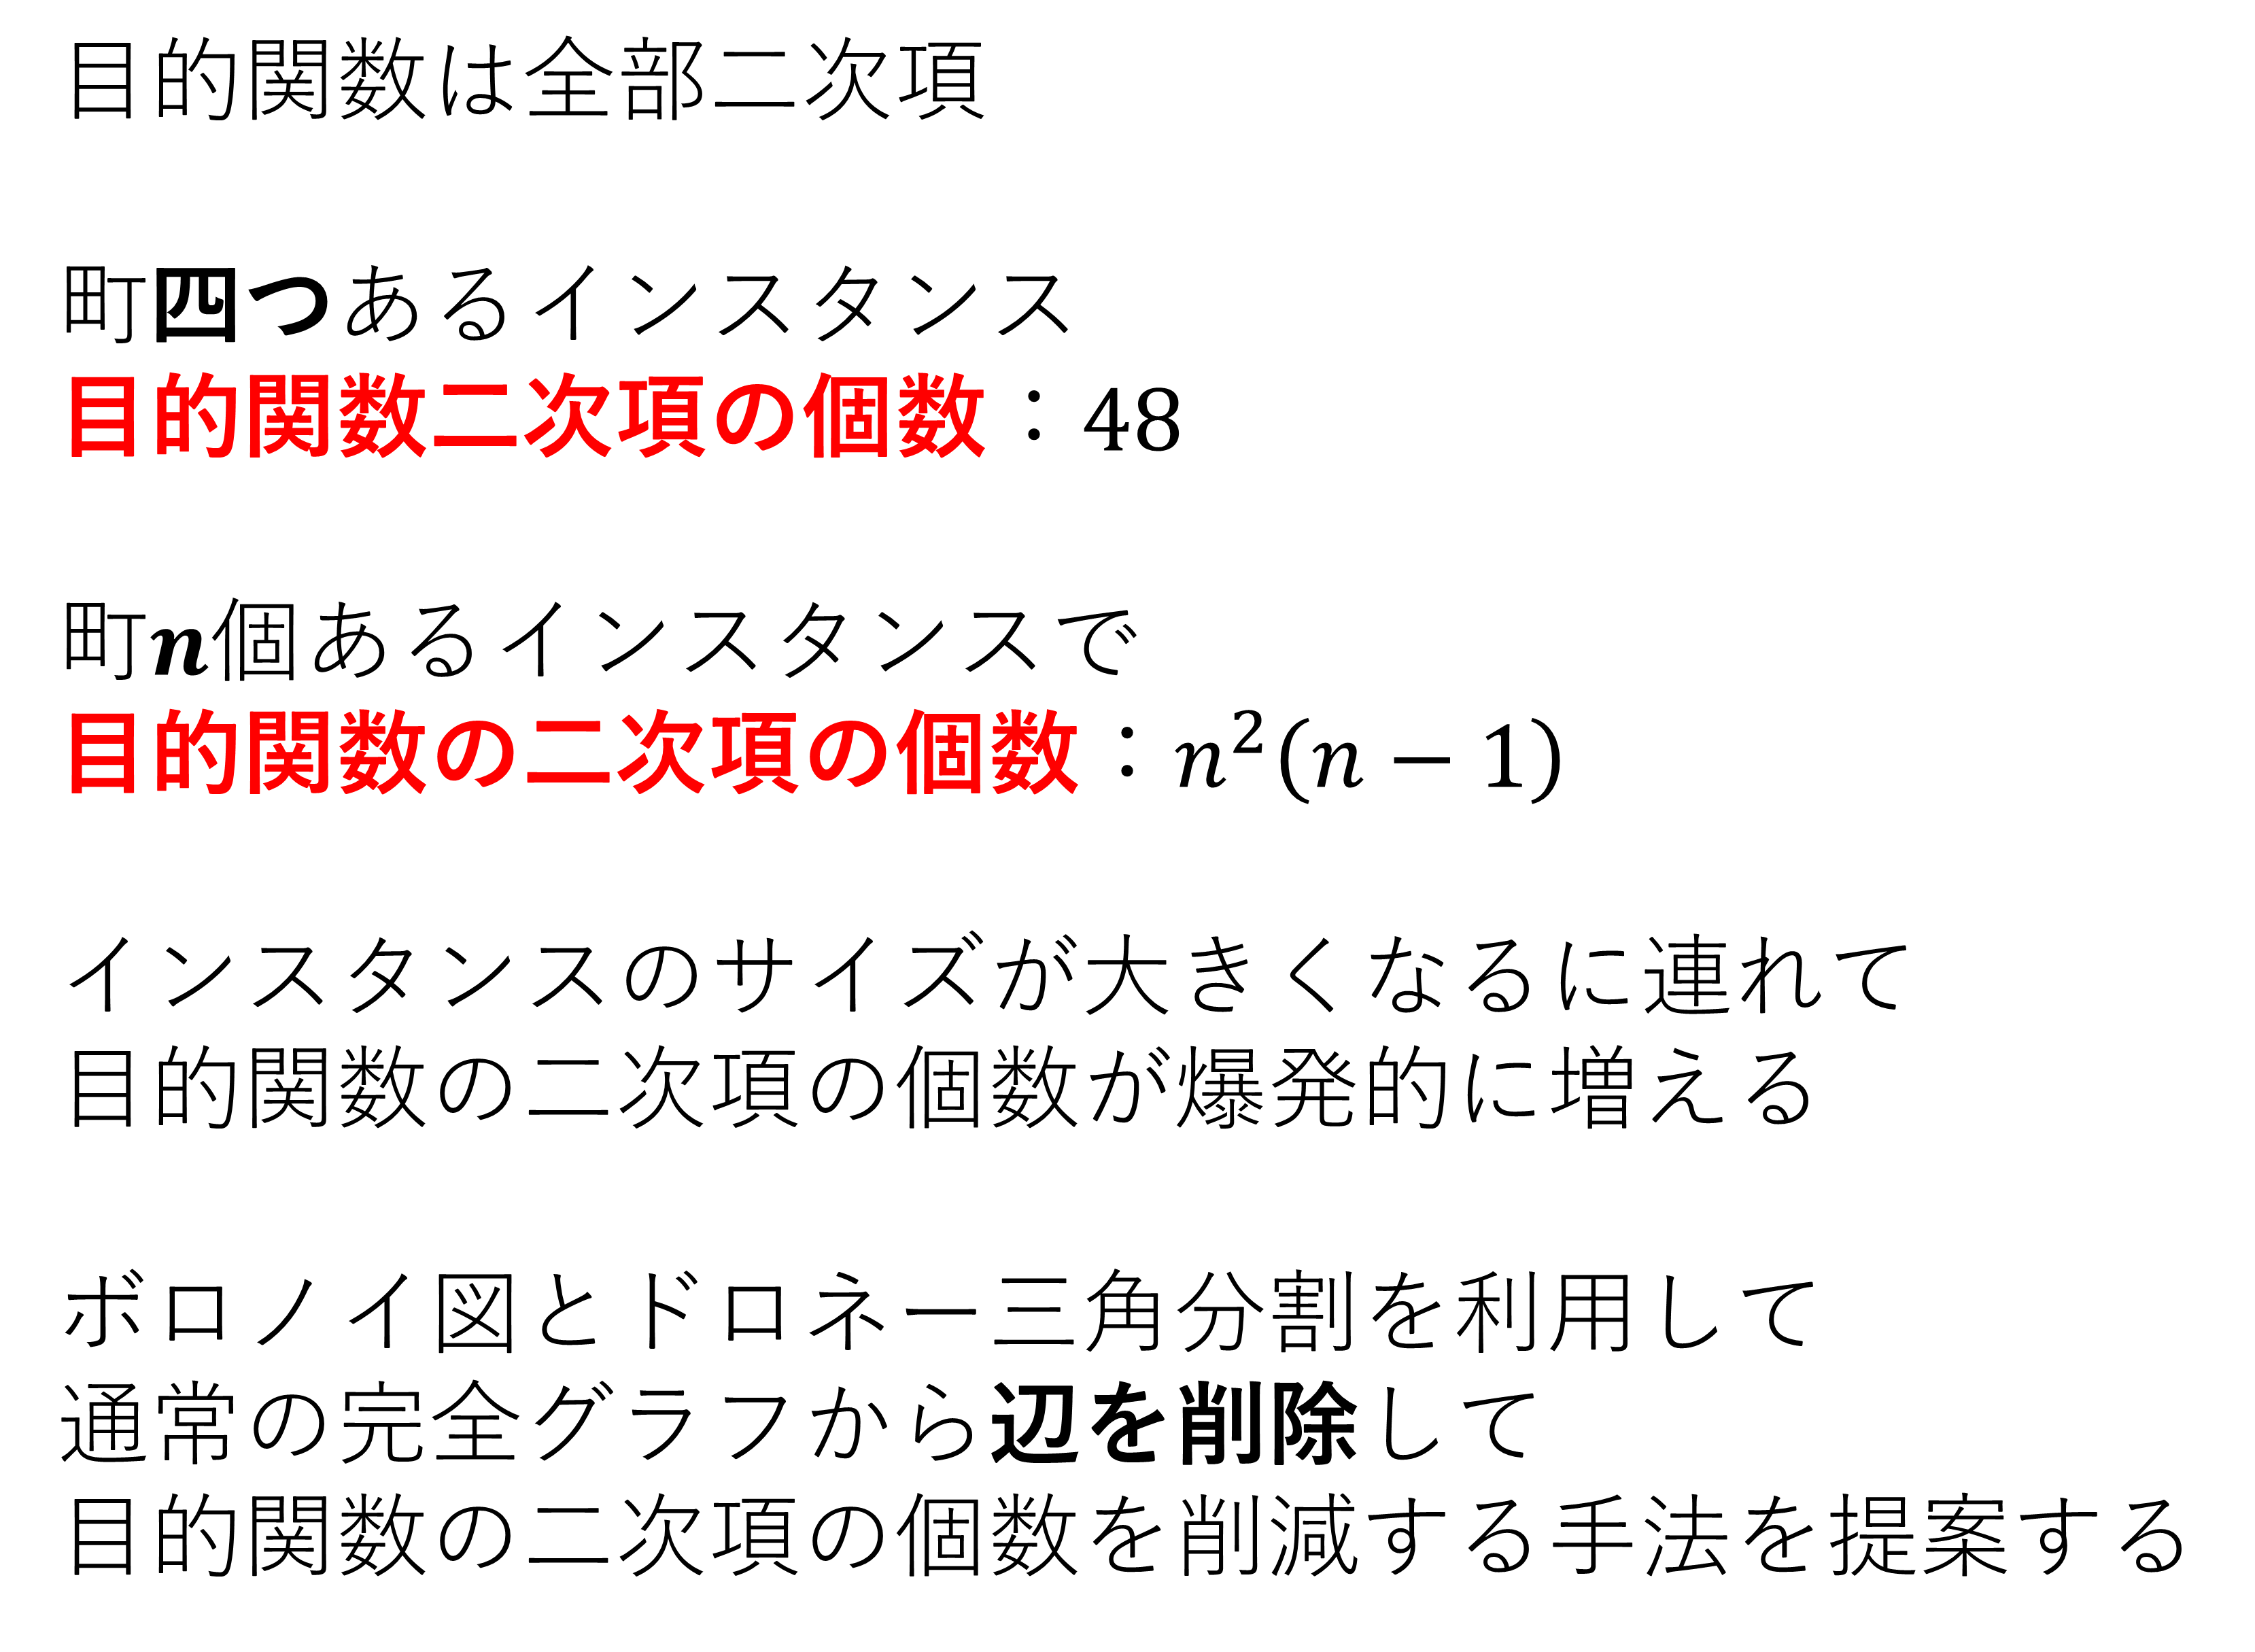 目的関数は全部二次項
町四つあるインスタンス
目的関数二次項の個数：48
町n個あるインスタンスで
目的関数の二次項の個数：n²(n − 1)
インスタンスのサイズが大きくなるに連れて
目的関数の二次項の個数が爆発的に増える
ボロノイ図とドロネー三角分割を利用して
通常の完全グラフから辺を削除して
目的関数の二次項の個数を削減する手法を提案する